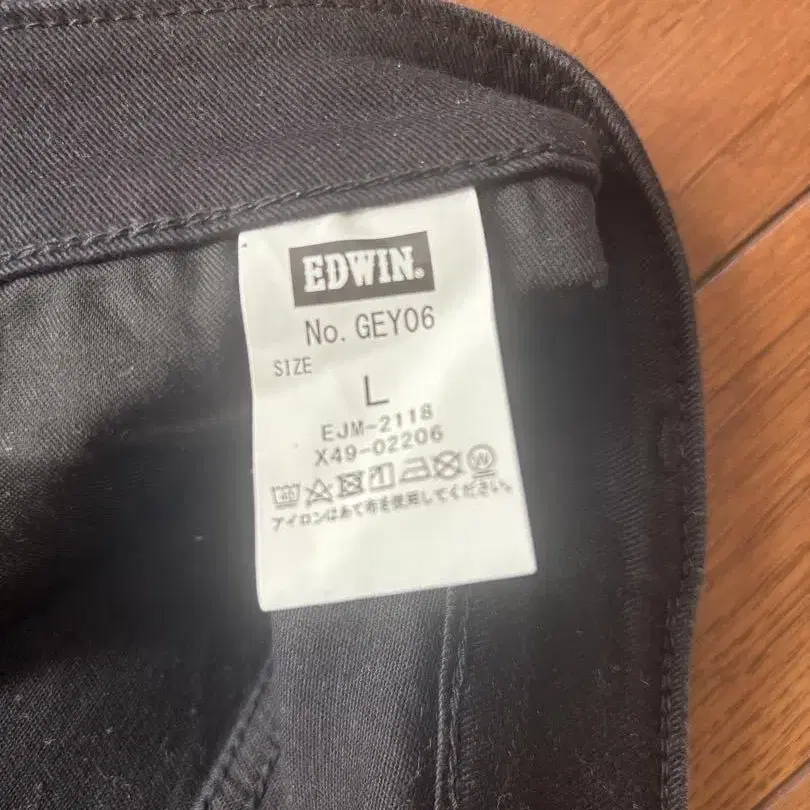 EDWIN®
No. GEY06
SIZE
L
EJM-2118
X49-02206
アイロンはあて布を使用してください。